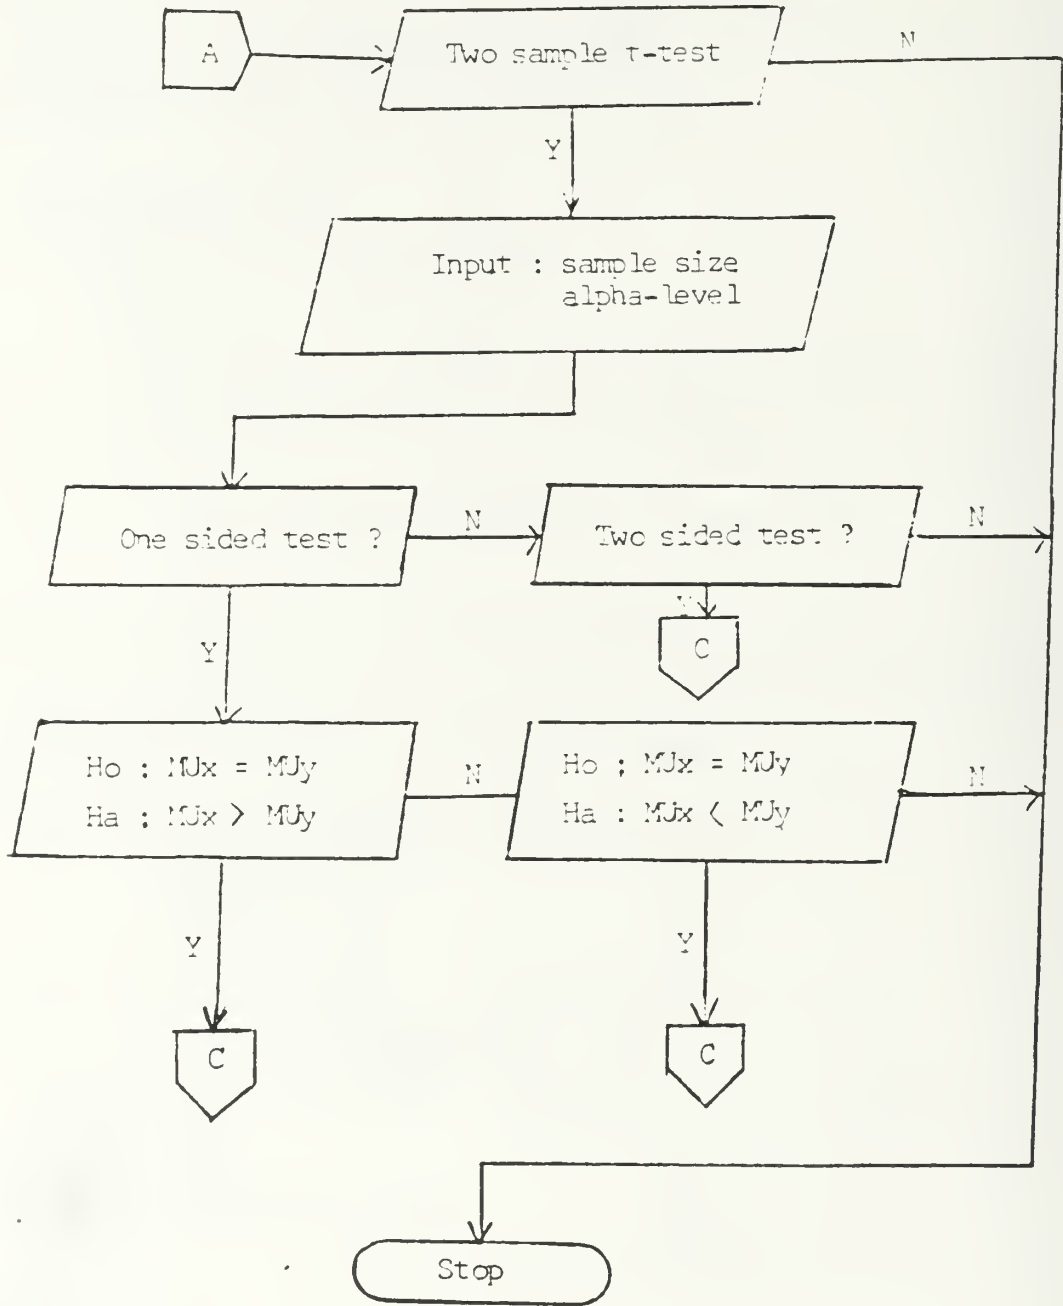 A
Two sample t-test
N
Y
Input : sample size
alpha-level
One sided test ?
N
Two sided test ?
N
Y
Y
C
Ho : MUx = MUy
Ha : MUx > MUy
N
Ho : MUx = MUy
Ha : MUx < MUy
N
Y
Y
C
C
Stop